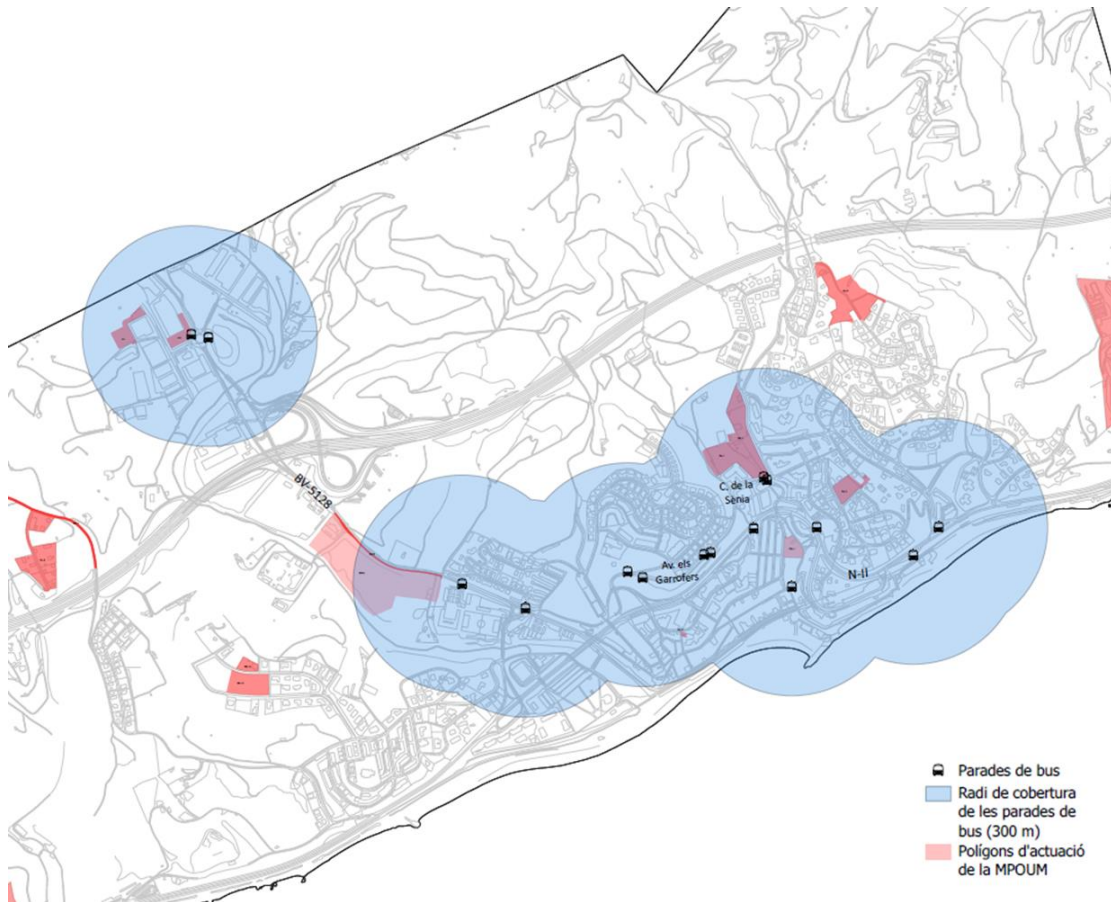 BV-5128
C. de la
Sènia
Av. els
Garrofers
N-II
Parades de bus
Radi de cobertura
de les parades de
bus (300 m)
Polígons d'actuació
de la MPOUM